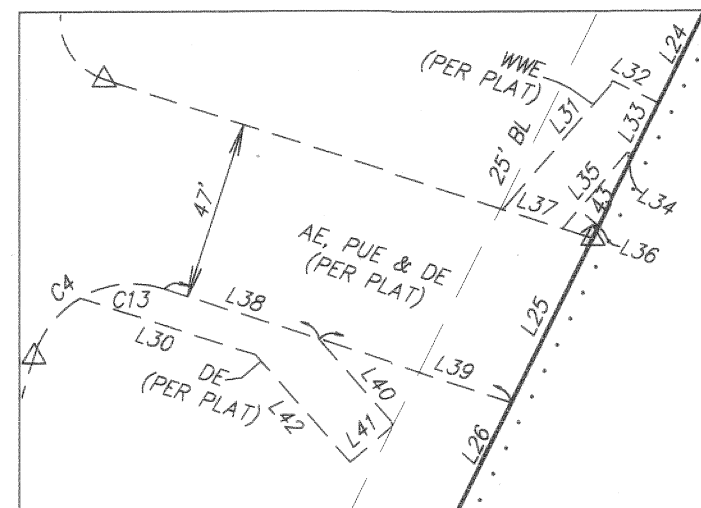 L24
WWE
(PER PLAT)
L32
L31
L33
25' BL
L35
L34
L37
L43
L36
47'
AE, PUE & DE
(PER PLAT)
C4
C13
L38
L25
L30
L39
DE
(PER PLAT)
L40
L42
L41
L26